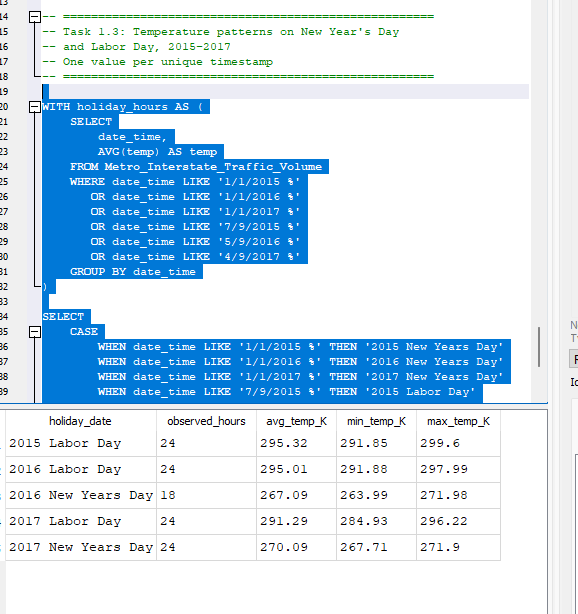 13
14 -- =====================================================
15 -- Task 1.3: Temperature patterns on New Year's Day
16 -- and Labor Day, 2015-2017
17 -- One value per unique timestamp
18 -- =====================================================
19
20 WITH holiday_hours AS (
21 SELECT
22 date_time,
23 AVG(temp) AS temp
24 FROM Metro_Interstate_Traffic_Volume
25 WHERE date_time LIKE '1/1/2015 %'
26 OR date_time LIKE '1/1/2016 %'
27 OR date_time LIKE '1/1/2017 %'
28 OR date_time LIKE '7/9/2015 %'
29 OR date_time LIKE '5/9/2016 %'
30 OR date_time LIKE '4/9/2017 %'
31 GROUP BY date_time
32 )
33
34 SELECT
35 CASE
36 WHEN date_time LIKE '1/1/2015 %' THEN '2015 New Years Day'
37 WHEN date_time LIKE '1/1/2016 %' THEN '2016 New Years Day'
38 WHEN date_time LIKE '1/1/2017 %' THEN '2017 New Years Day'
39 WHEN date_time LIKE '7/9/2015 %' THEN '2015 Labor Day'
holiday_date observed_hours avg_temp_K min_temp_K max_temp_K
2015 Labor Day 24 295.32 291.85 299.6
2016 Labor Day 24 295.01 291.88 297.99
2016 New Years Day 18 267.09 263.99 271.98
2017 Labor Day 24 291.29 284.93 296.22
2017 New Years Day 24 270.09 267.71 271.9